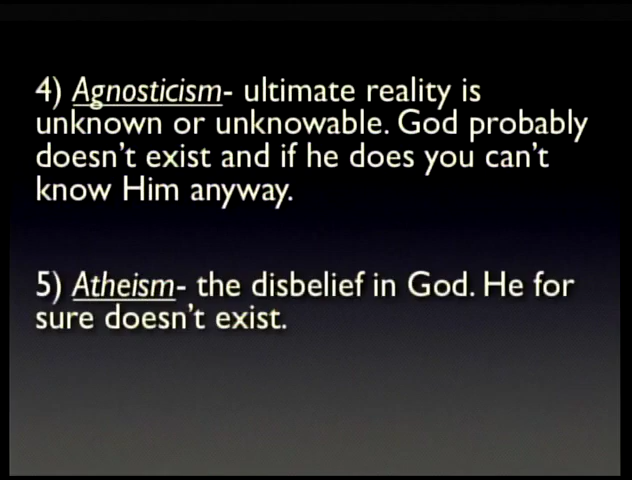 4) Agnosticism- ultimate reality is
unknown or unknowable. God probably
doesn't exist and if he does you can't
know Him anyway.
5) Atheism- the disbelief in God. He for
sure doesn't exist.